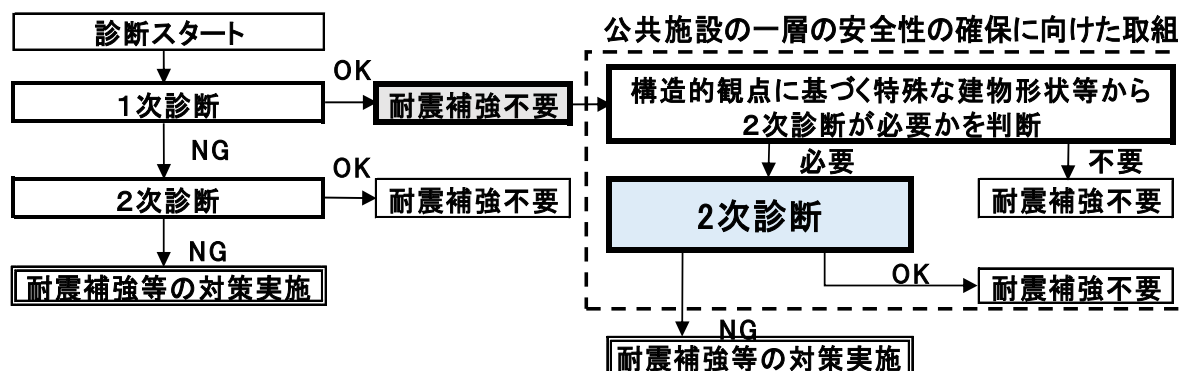 診断スタート
1次診断
OK
耐震補強不要
NG
2次診断
OK
耐震補強不要
NG
耐震補強等の対策実施
公共施設の一層の安全性の確保に向けた取組
構造的観点に基づく特殊な建物形状等から
2次診断が必要かを判断
必要
不要
2次診断
耐震補強不要
OK
耐震補強不要
NG
耐震補強等の対策実施